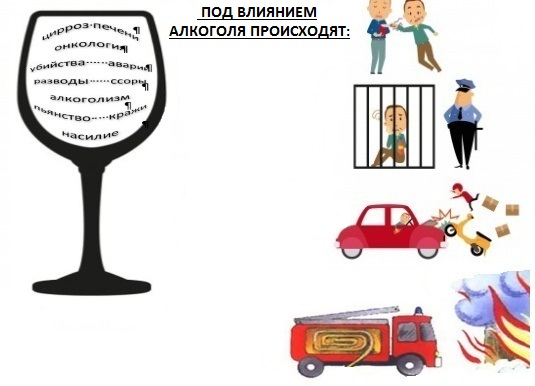 ПОД ВЛИЯНИЕМ
АЛКОГОЛЯ ПРОИСХОДЯТ:
цирроз·печени¶
онкология¶
убийства······аварии¶
разводы······ссоры¶
алкоголизм¶
пьянство·····кражи¶
насилие